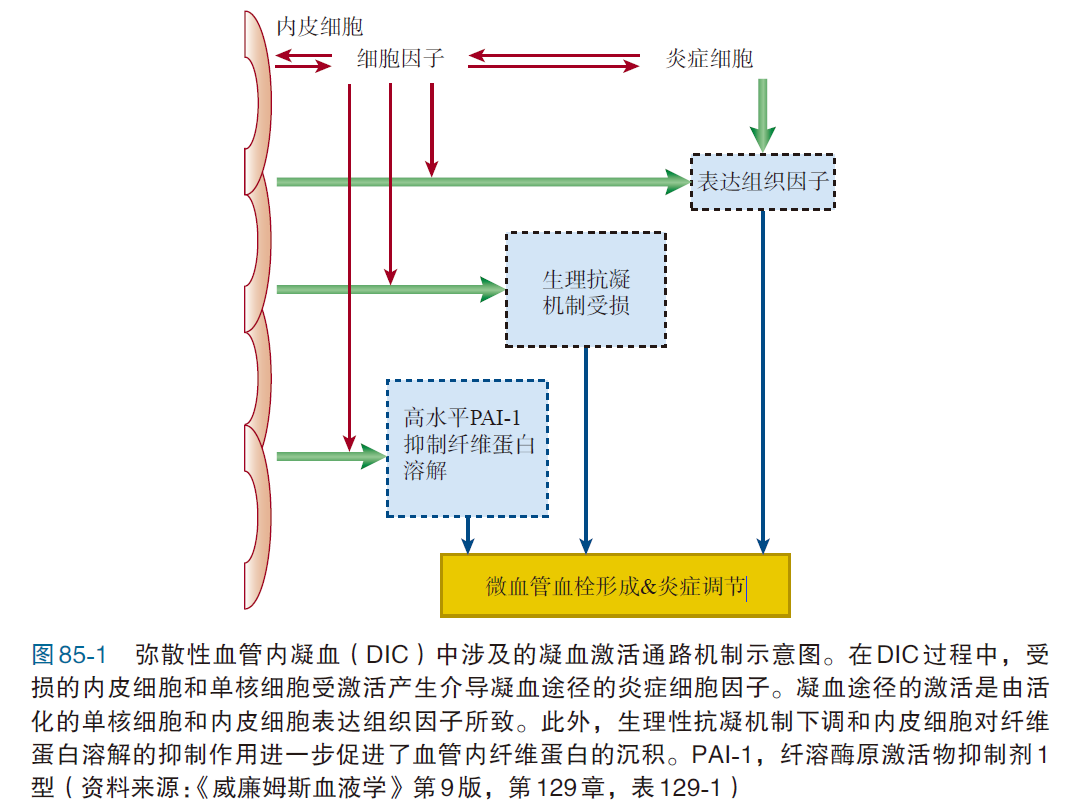 内皮细胞
细胞因子
炎症细胞
表达组织因子
生理抗凝
机制受损
高水平PAI-1
抑制纤维蛋白
溶解
微血管血栓形成&炎症调节
图85-1 弥散性血管内凝血（DIC）中涉及的凝血激活通路机制示意图。在DIC过程中，受
损的内皮细胞和单核细胞受激活产生介导凝血途径的炎症细胞因子。凝血途径的激活是由活
化的单核细胞和内皮细胞表达组织因子所致。此外，生理性抗凝机制下调和内皮细胞对纤维
蛋白溶解的抑制作用进一步促进了血管内纤维蛋白的沉积。PAI-1，纤溶酶原激活物抑制剂1
型（资料来源：《威廉姆斯血液学》第9版，第129章，表129-1）